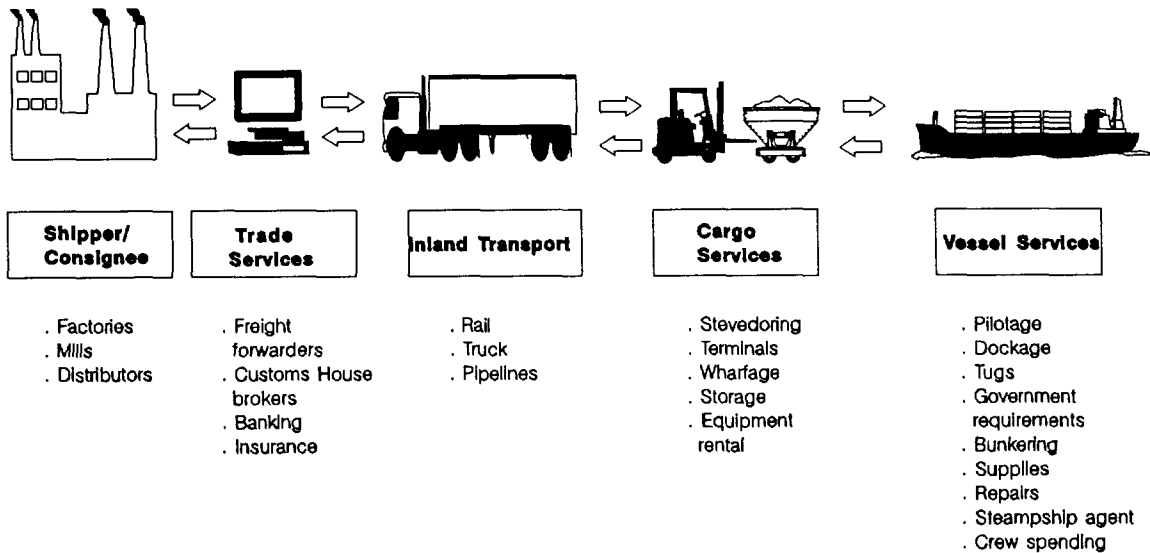 Shipper/
Consignee
Trade
Services
Inland Transport
Cargo
Services
Vessel Services
. Factories
. Mills
. Distributors
. Freight
forwarders
. Customs House
brokers
. Banking
. Insurance
. Rail
. Truck
. Pipelines
. Stevedoring
. Terminals
. Wharfage
. Storage
. Equipment
rental
. Pilotage
. Dockage
. Tugs
. Government
requirements
. Bunkering
. Supplies
. Repairs
. Steampship agent
. Crew spending